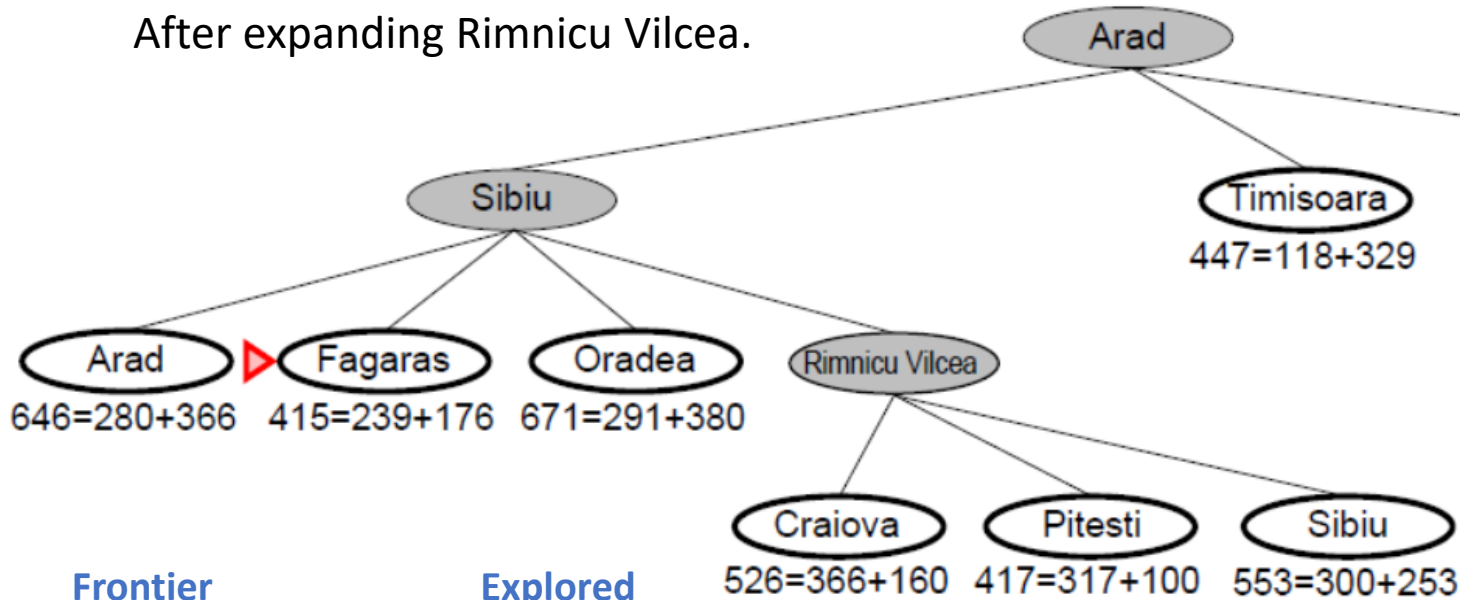 After expanding Rimnicu Vilcea.
Arad
Sibiu
Timisoara
447=118+329
Arad
Fagaras
Oradea
Rimnicu Vilcea
646=280+366
415=239+176
671=291+380
Craiova
Pitesti
Sibiu
526=366+160
417=317+100
553=300+253
Frontier
Explored